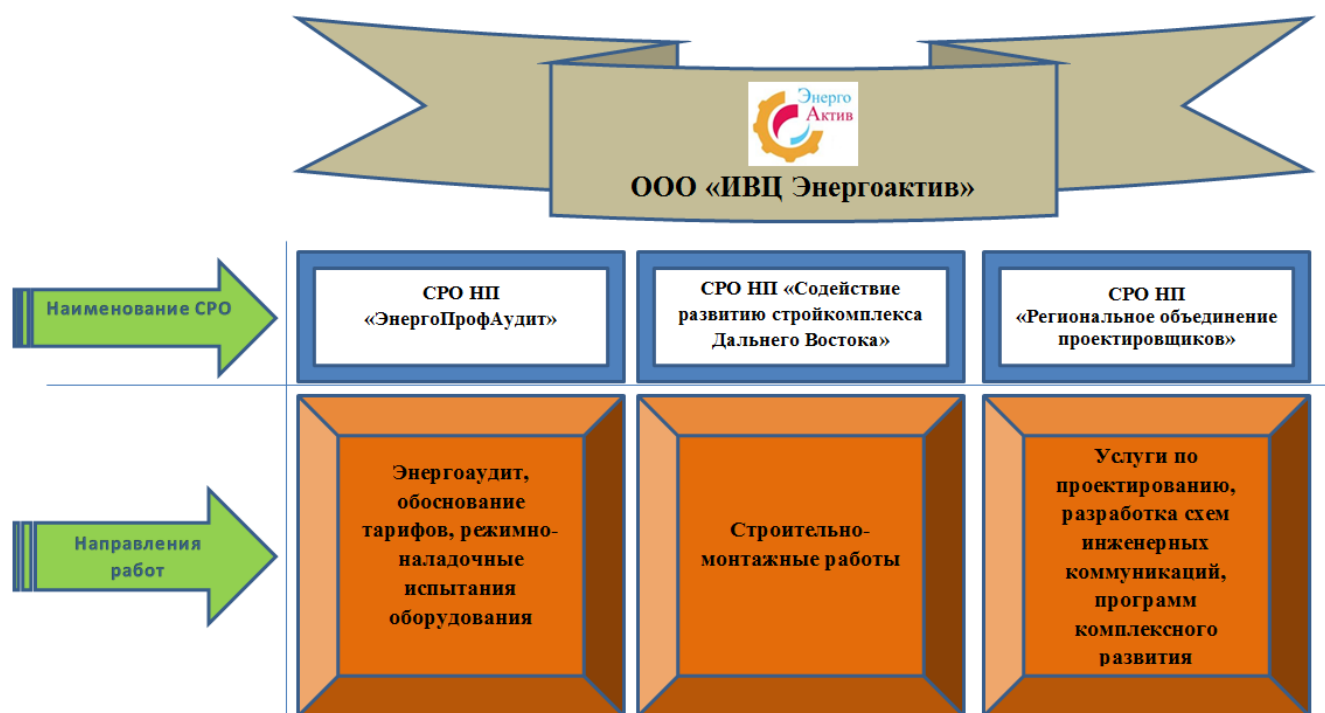 Энерго
Актив
ООО «ИВЦ Энергоактив»
Наименование СРО
СРО НП
«ЭнергоПрофАудит»
СРО НП «Содействие
развитию стройкомплекса
Дальнего Востока»
СРО НП
«Региональное объединение
проектировщиков»
Направления
работ
Энергоаудит,
обоснование
тарифов, режимно-
наладочные
испытания
оборудования
Строительно-
монтажные работы
Услуги по
проектированию,
разработка схем
инженерных
коммуникаций,
программ
комплексного
развития